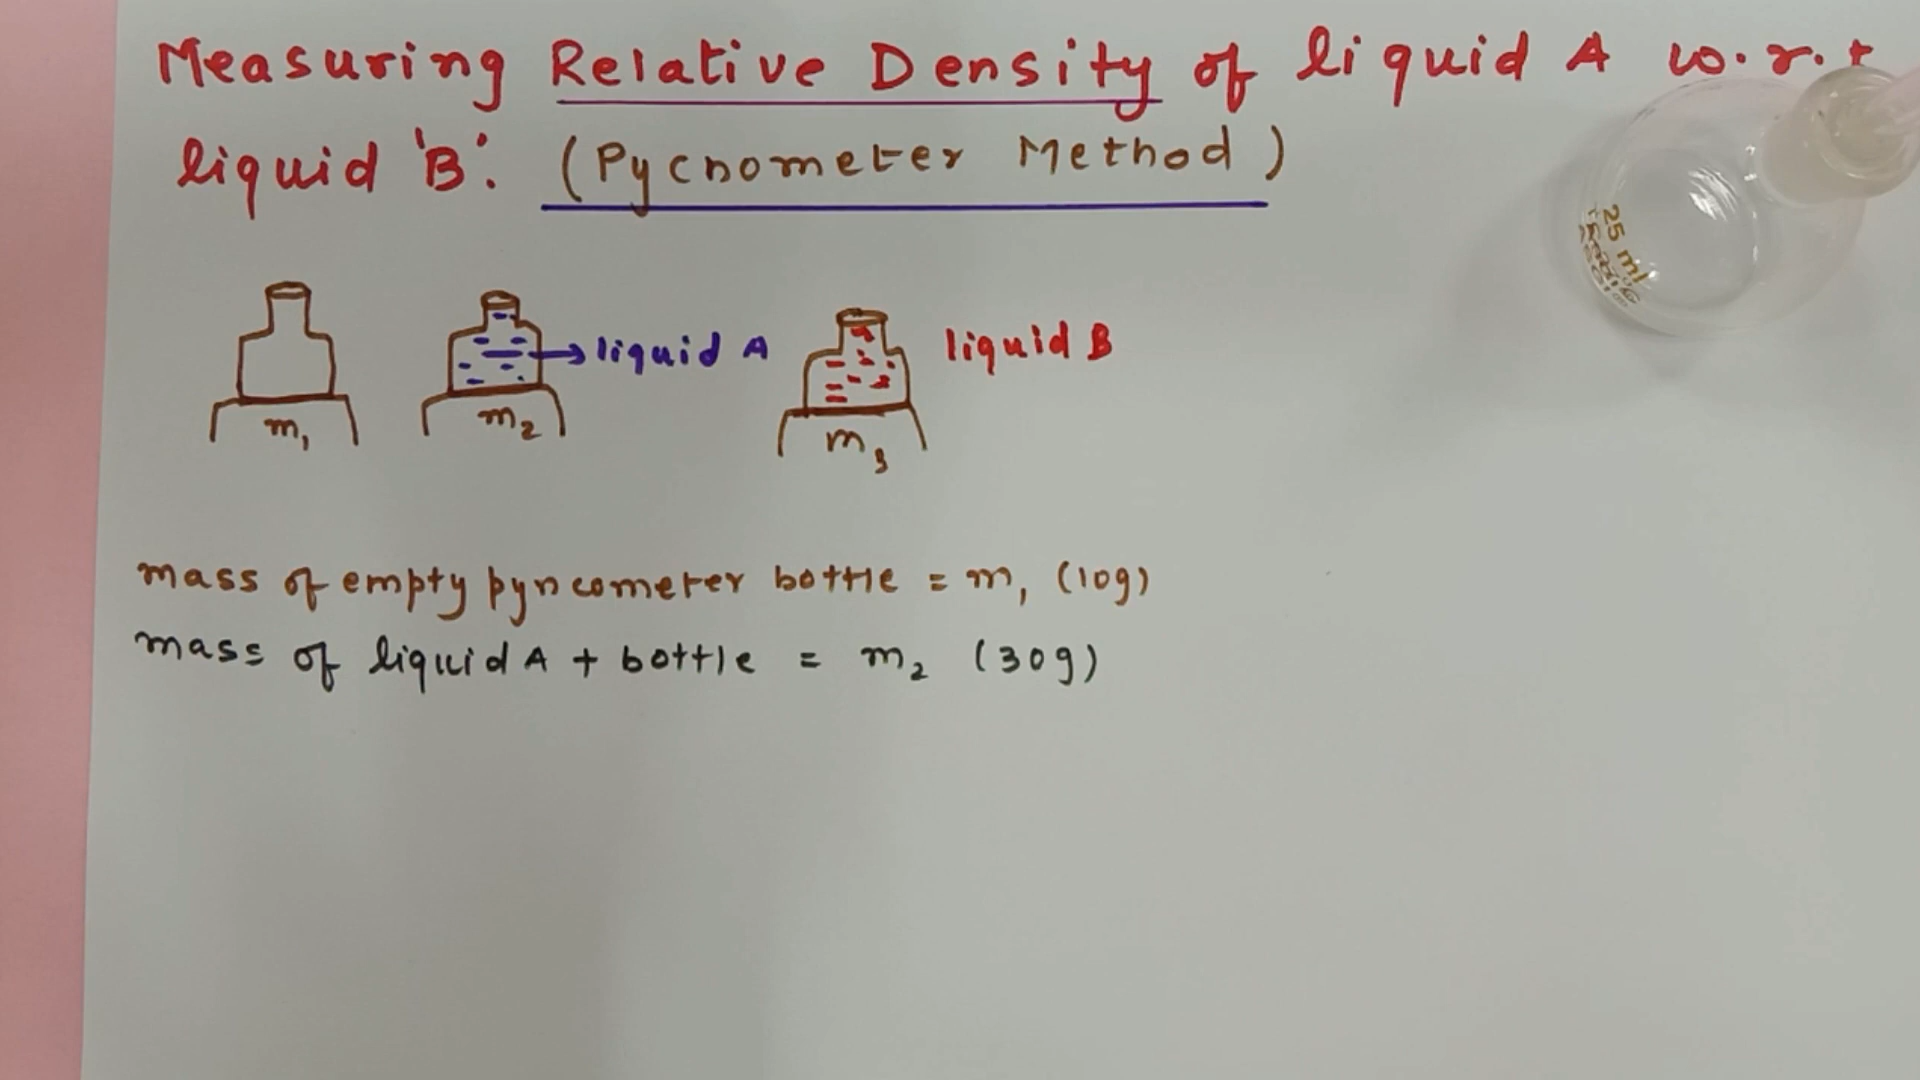 Measuring Relative Density of liquid A w.r.t
liquid 'B': (Pycnometer Method)
25 ml
liquid A
liquid B
m₁
m₂
m₃
mass of empty pyncometer bottle = m₁ (10g)
mass of liquid A + bottle = m₂ (30g)